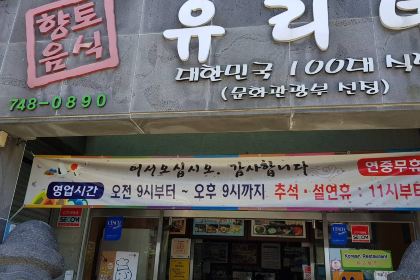 향토
음식
유리
748-0890
대한민국 100대
(문화관광부 선정)
어서오십시오. 감사합니다
연중무휴
영업시간 오전 9시부터 ~ 오후 9시까지 추석·설연휴 : 11시부터
SECOM
Korean Restaurant